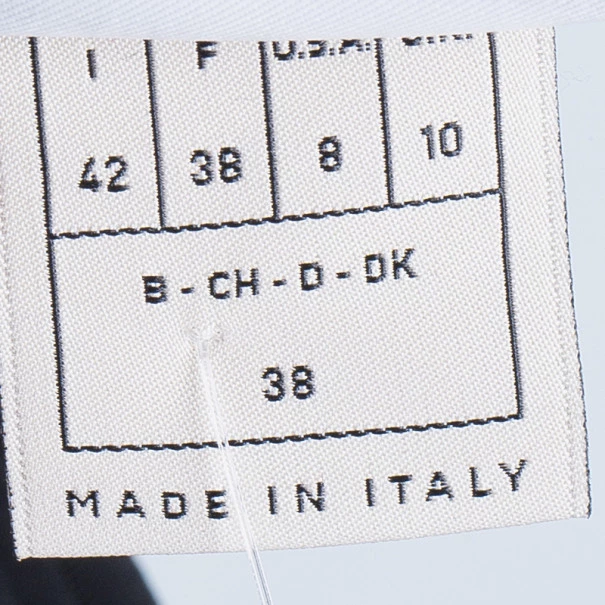 I F U.S.A. U.K.
42 38 8 10
B - CH - D - DK
38
MADE IN ITALY